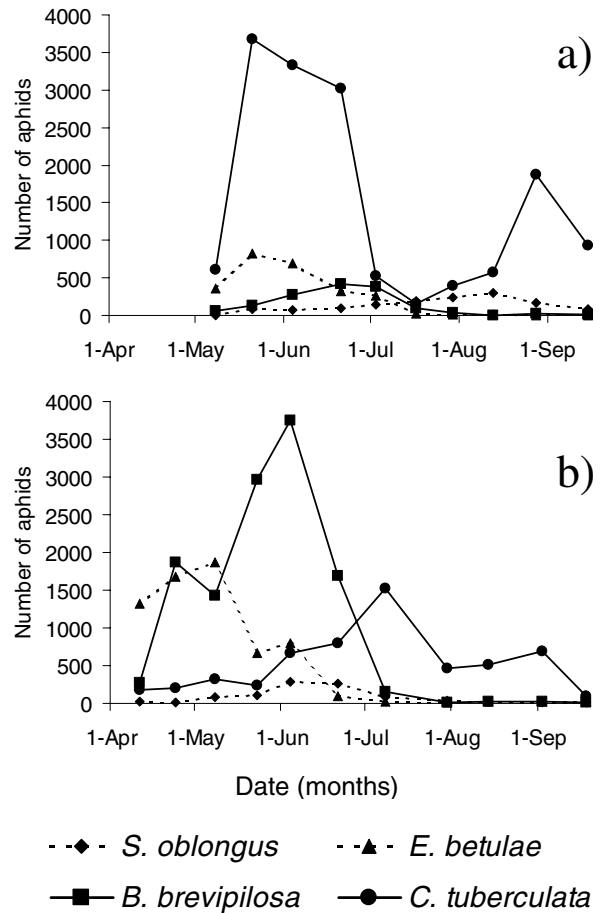 4000
3500
3000
2500
2000
1500
1000
500
0
Number of aphids
a)
1-Apr 1-May 1-Jun 1-Jul 1-Aug 1-Sep
4000
3500
3000
2500
2000
1500
1000
500
0
Number of aphids
b)
1-Apr 1-May 1-Jun 1-Jul 1-Aug 1-Sep
Date (months)
S. oblongus E. betulae
B. brevipilosa C. tuberculata